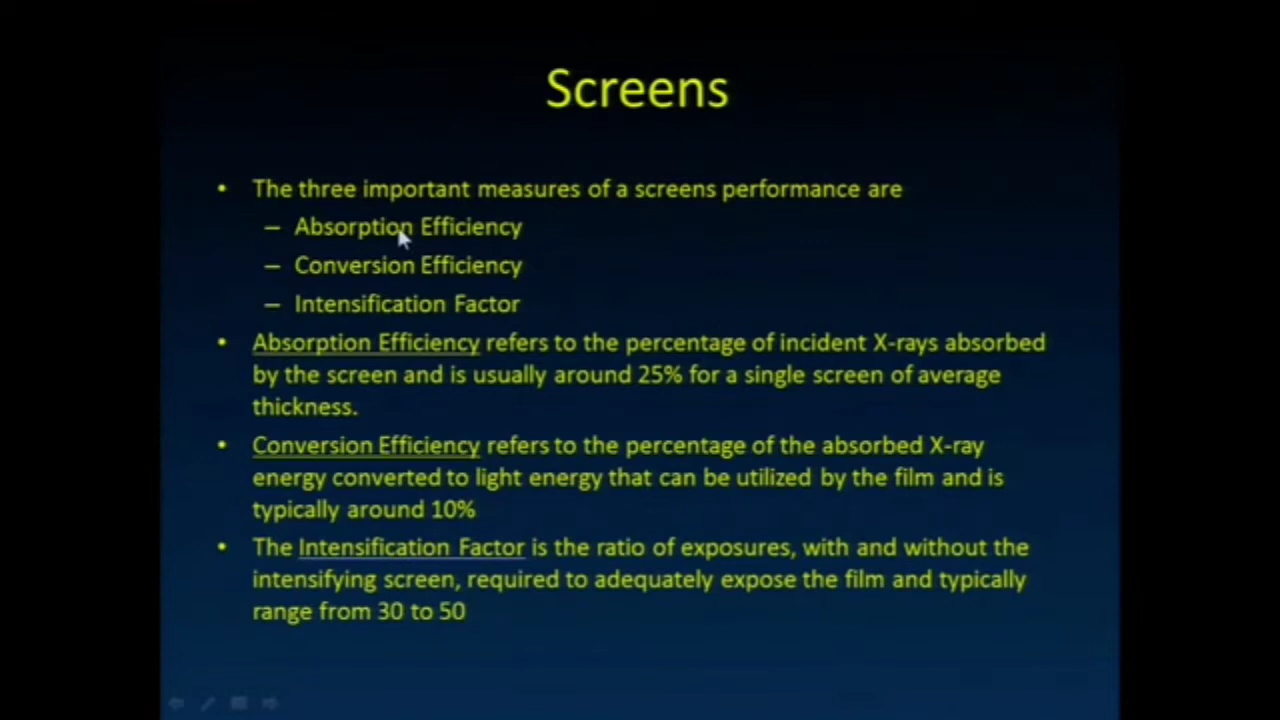 Screens
• The three important measures of a screens performance are
– Absorption Efficiency
– Conversion Efficiency
– Intensification Factor
• Absorption Efficiency refers to the percentage of incident X-rays absorbed
by the screen and is usually around 25% for a single screen of average
thickness.
• Conversion Efficiency refers to the percentage of the absorbed X-ray
energy converted to light energy that can be utilized by the film and is
typically around 10%
• The Intensification Factor is the ratio of exposures, with and without the
intensifying screen, required to adequately expose the film and typically
range from 30 to 50